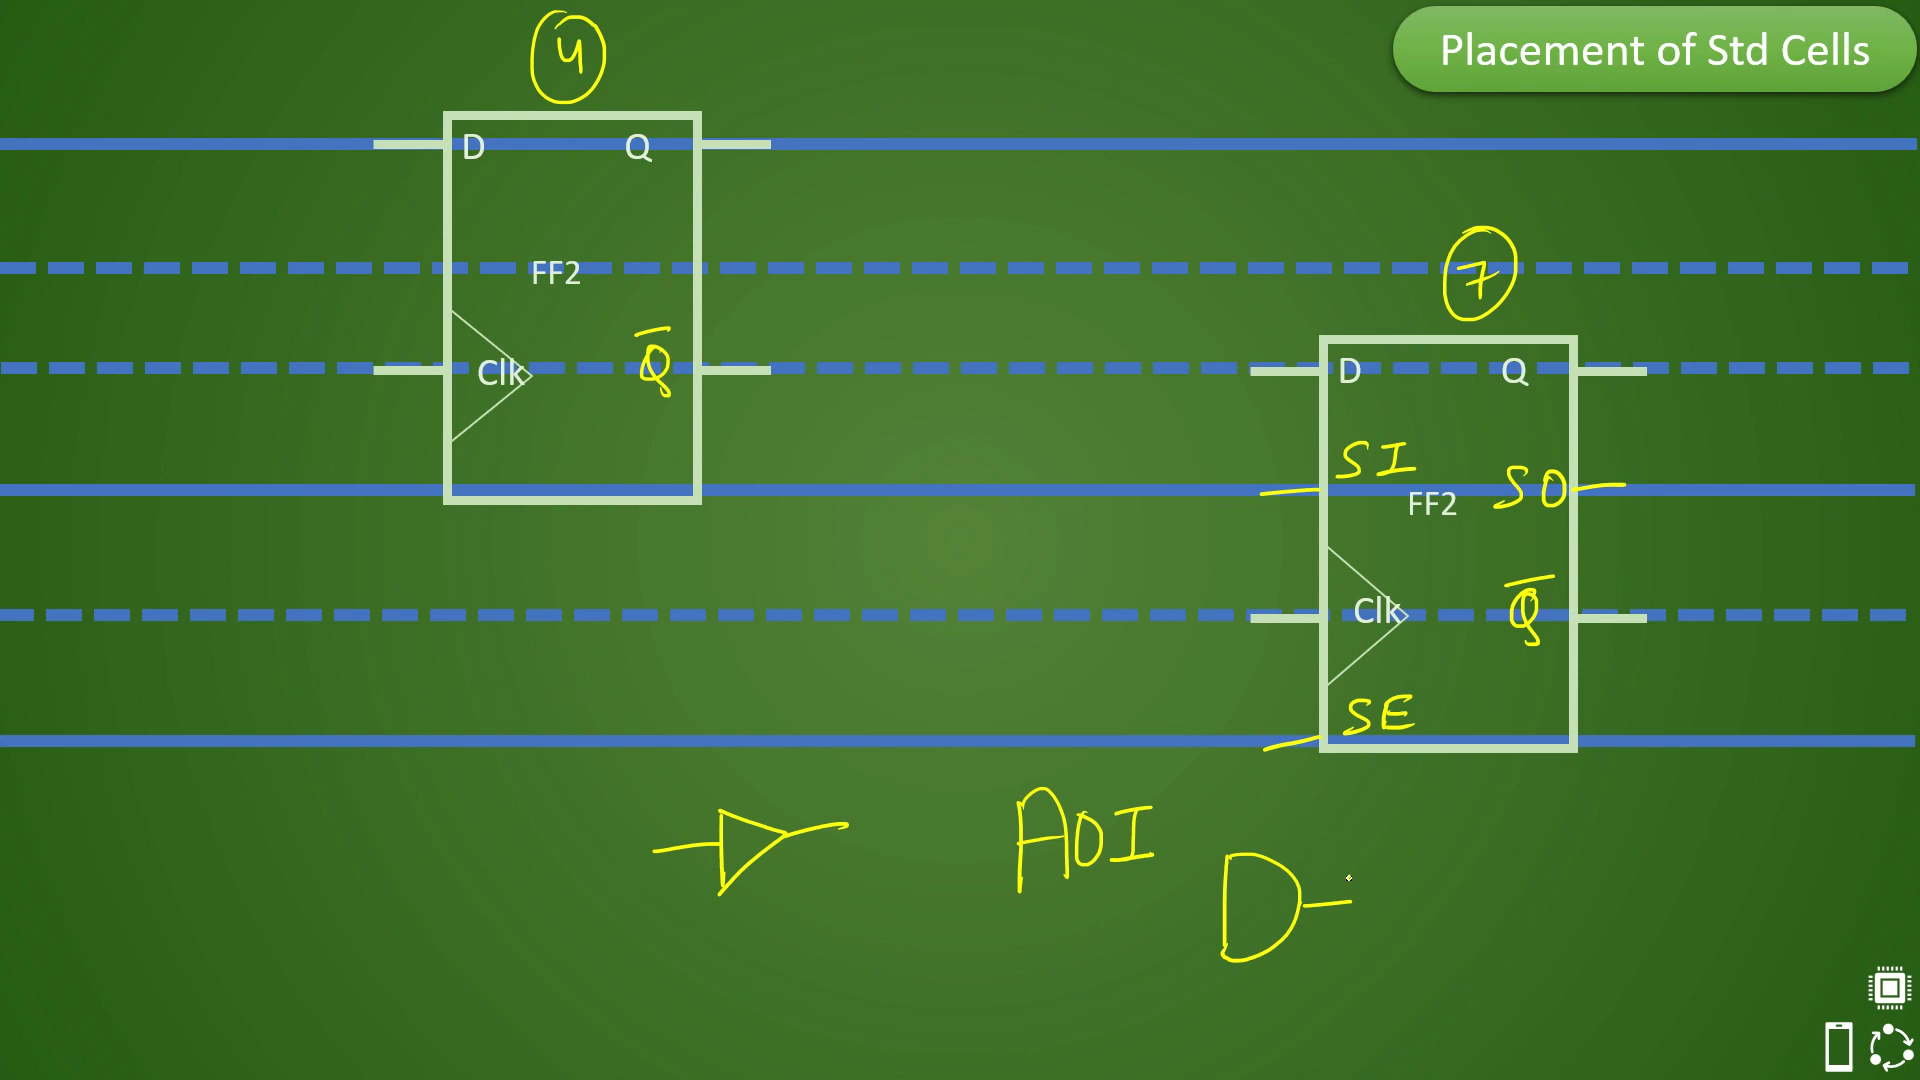 Placement of Std Cells
4
D Q
FF2
Clk Q̅
7
D Q
SI
FF2 SO
Clk Q̅
SE
AOI